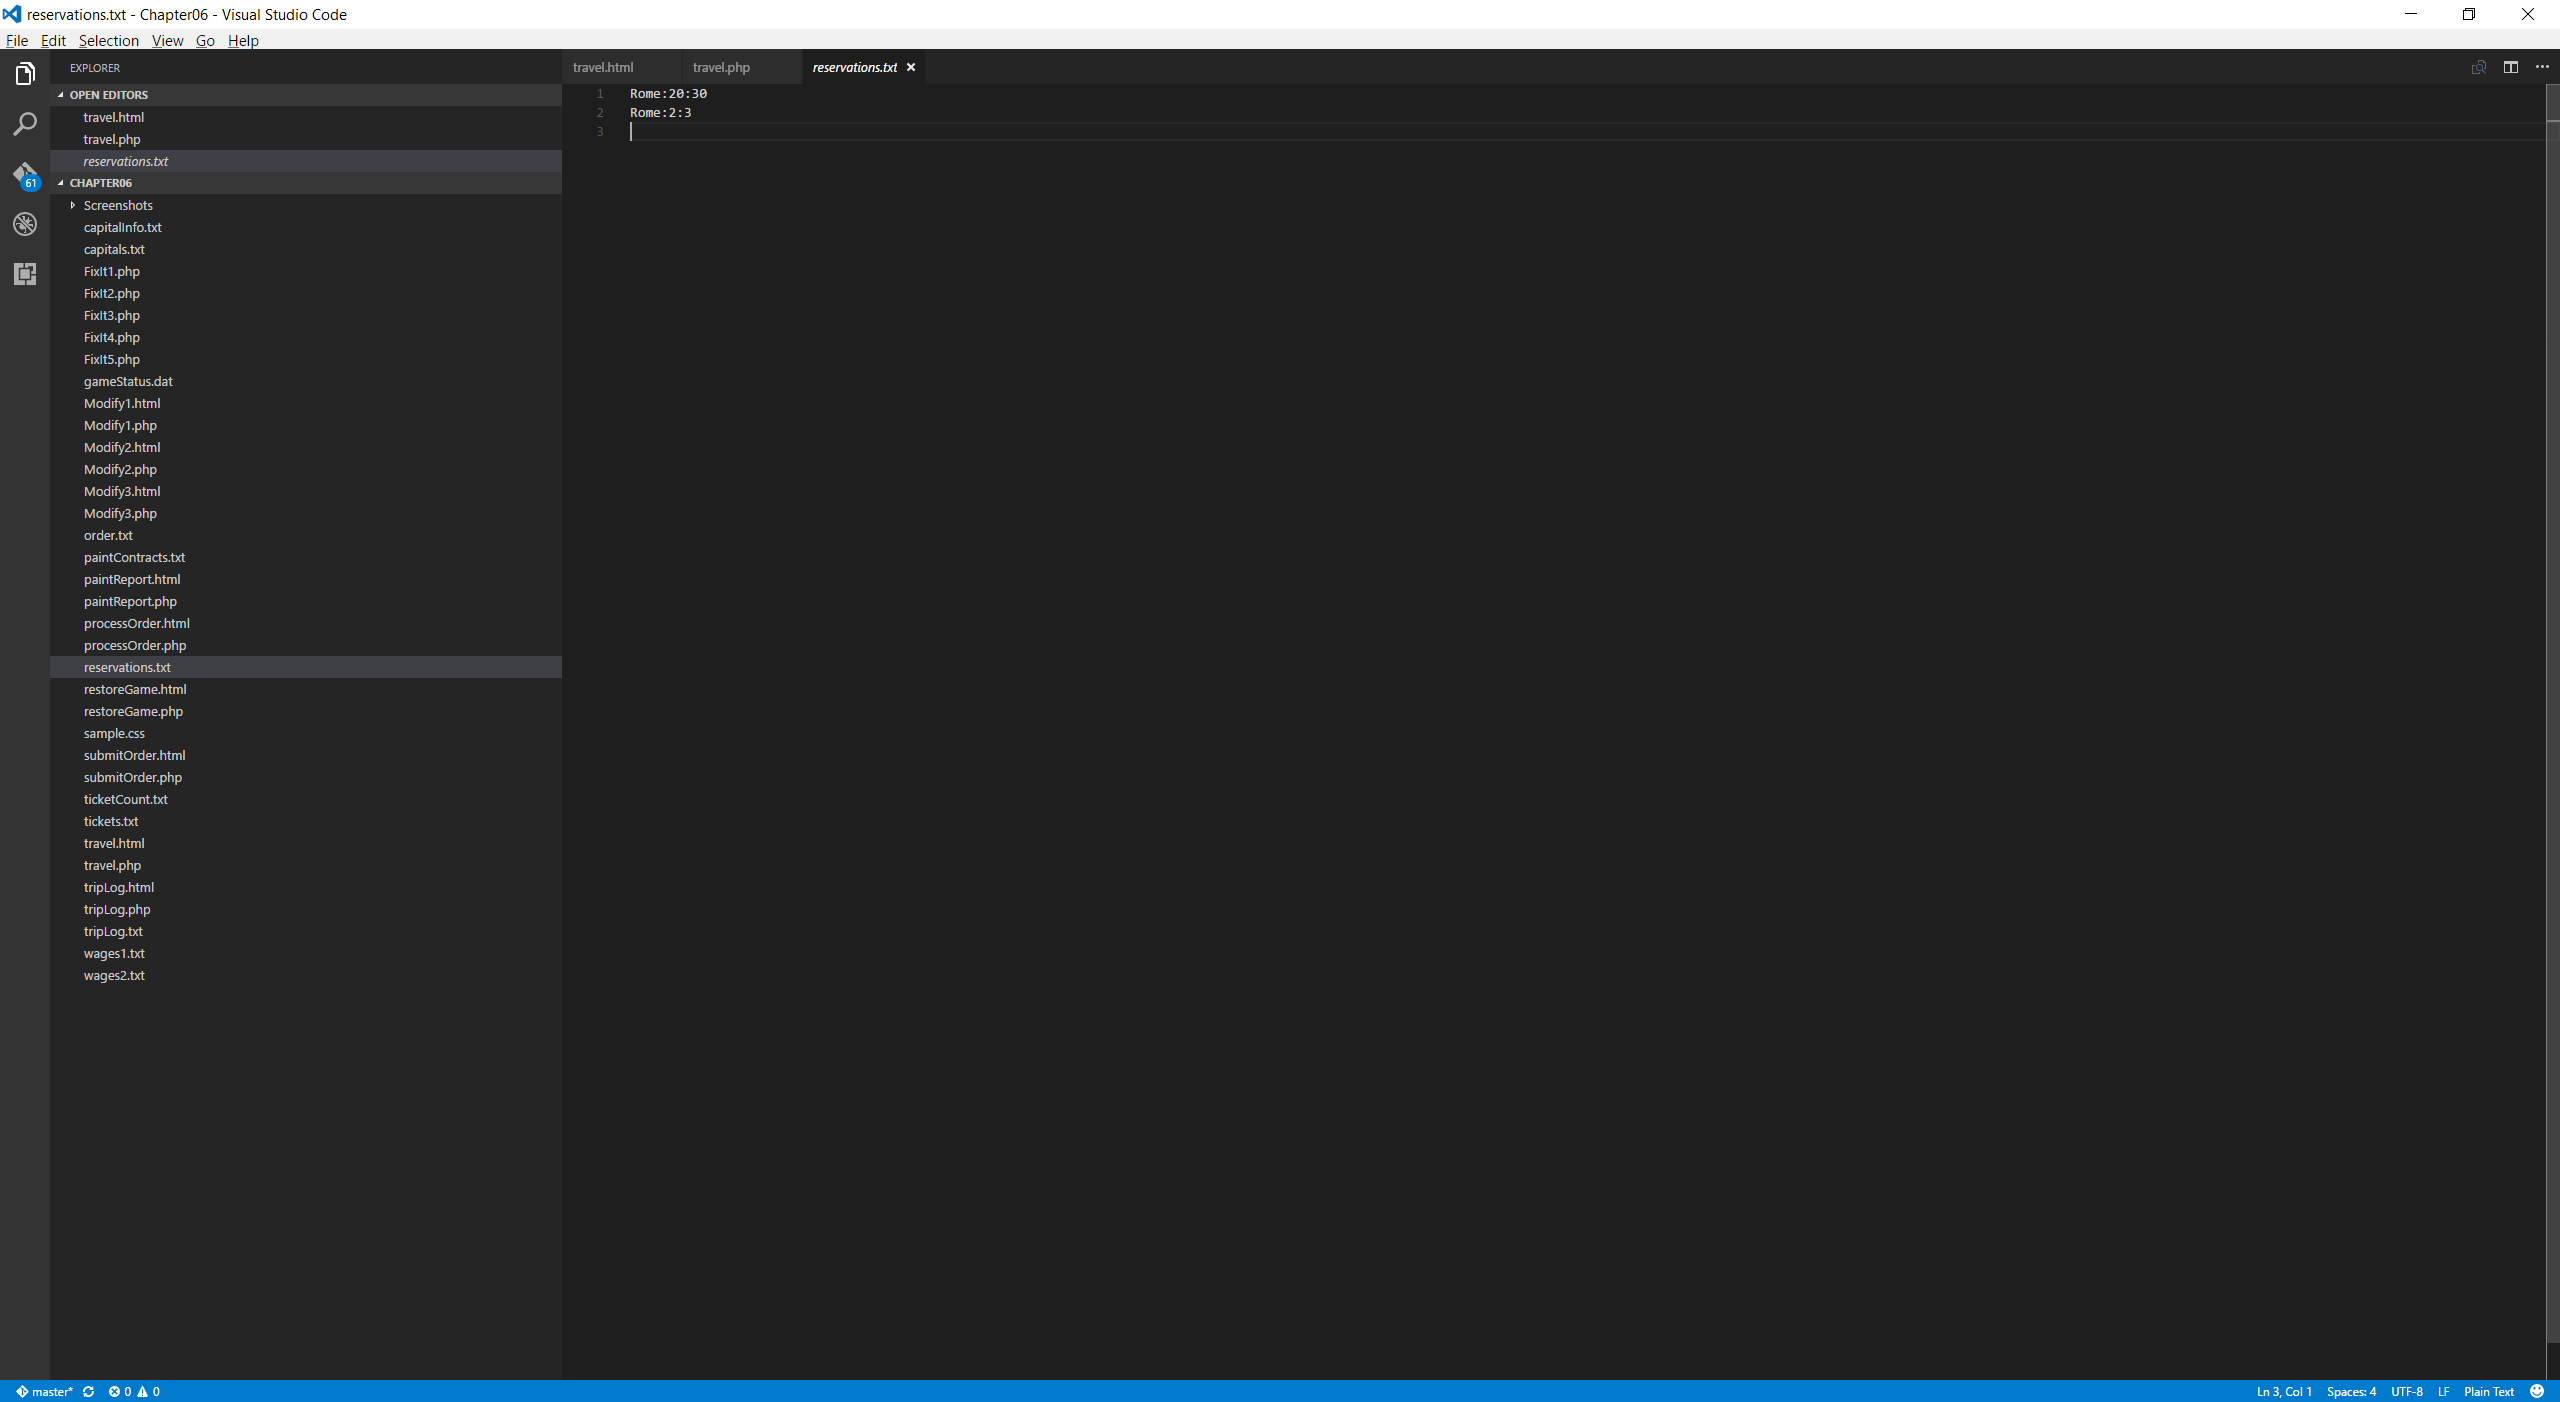 reservations.txt - Chapter06 - Visual Studio Code
File Edit Selection View Go Help
EXPLORER
OPEN EDITORS
travel.html
travel.php
reservations.txt
CHAPTER06
Screenshots
capitalInfo.txt
capitals.txt
FixIt1.php
FixIt2.php
FixIt3.php
FixIt4.php
FixIt5.php
gameStatus.dat
Modify1.html
Modify1.php
Modify2.html
Modify2.php
Modify3.html
Modify3.php
order.txt
paintContracts.txt
paintReport.html
paintReport.php
processOrder.html
processOrder.php
reservations.txt
restoreGame.html
restoreGame.php
sample.css
submitOrder.html
submitOrder.php
ticketCount.txt
tickets.txt
travel.html
travel.php
tripLog.html
tripLog.php
tripLog.txt
wages1.txt
wages2.txt
61
travel.html travel.php reservations.txt
1 Rome:20:30
2 Rome:2:3
3
master* 0 0 Ln 3, Col 1 Spaces: 4 UTF-8 LF Plain Text